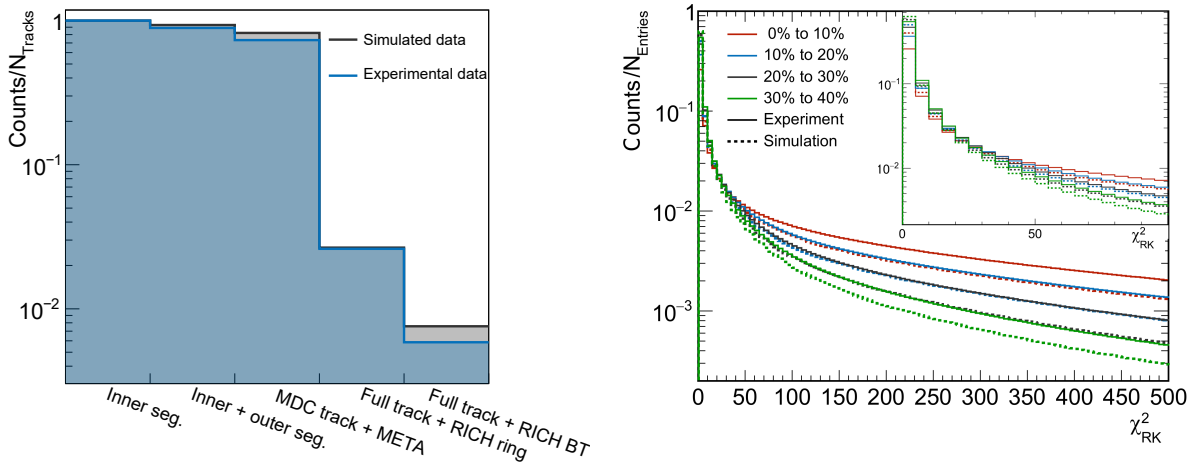 Counts/N_Tracks
1
10^-1
10^-2
Simulated data
Experimental data
Inner seg.
Inner + outer seg.
MDC track + META
Full track + RICH ring
Full track + RICH BT
Counts/N_Entries
1
10^-1
10^-2
10^-3
0% to 10%
10% to 20%
20% to 30%
30% to 40%
Experiment
Simulation
10^-1
10^-2
0 50 χ²_RK
0 50 100 150 200 250 300 350 400 450 500
χ²_RK